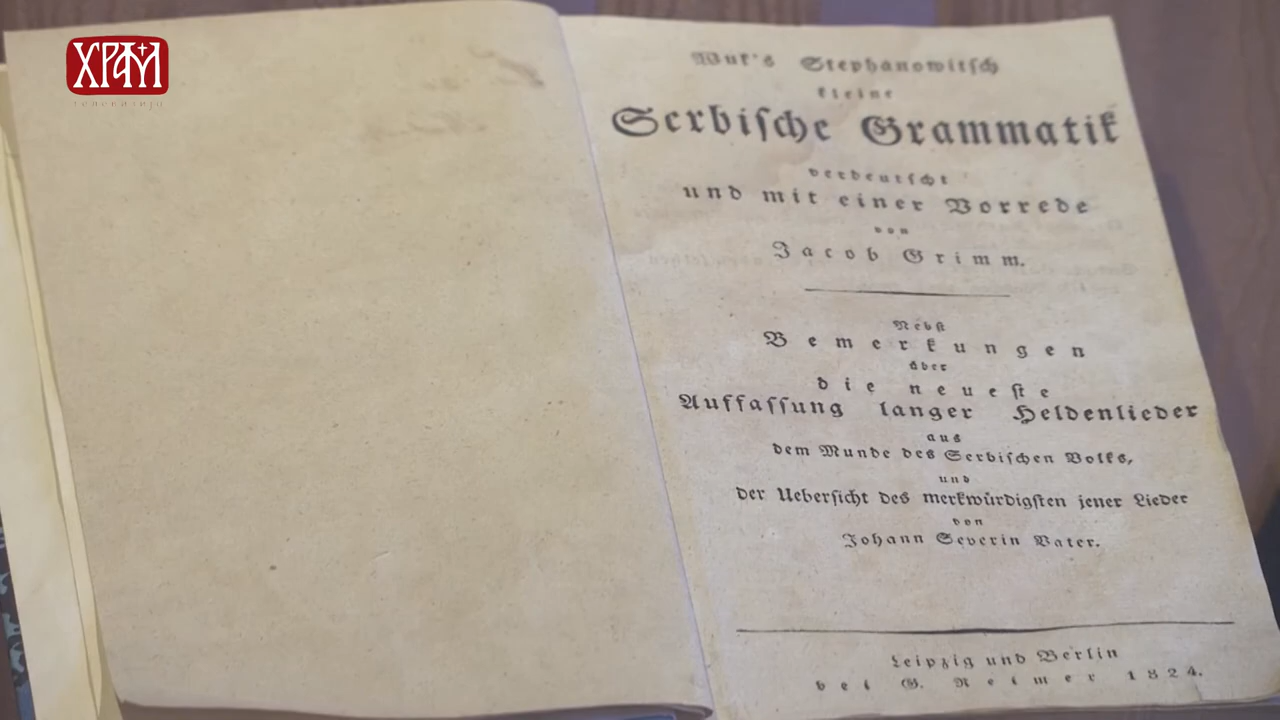 ХРАМ
телевизија
Wuk's Stephanowitsch
kleine
Serbische Grammatik
verdeutscht
und mit einer Vorrede
von
Jacob Grimm.
Nebst
Bemerkungen
über
die neueste
Auffassung langer Heldenlieder
aus
dem Munde des Serbischen Volks,
und
der Uebersicht des merkwürdigsten jener Lieder
von
Johann Severin Vater.
Leipzig und Berlin
bei G. Reimer 1824.